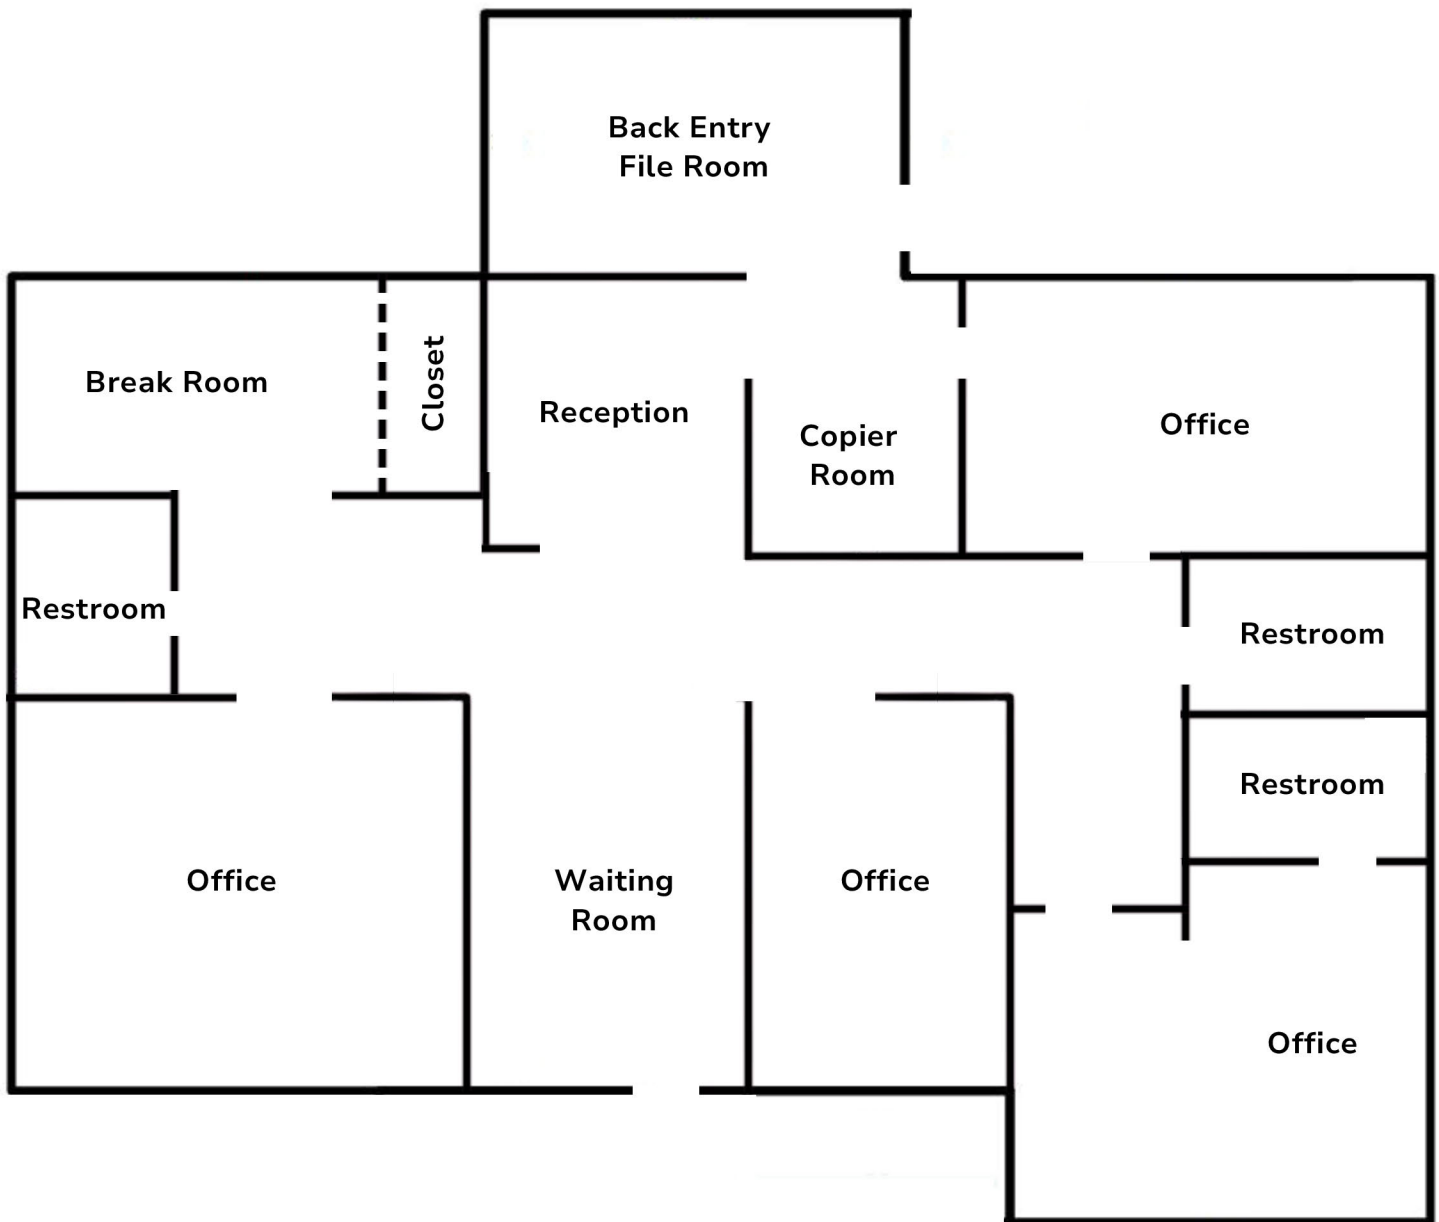 Back Entry
File Room
Break Room
Closet
Reception
Copier
Room
Office
Restroom
Restroom
Restroom
Office
Waiting
Room
Office
Office